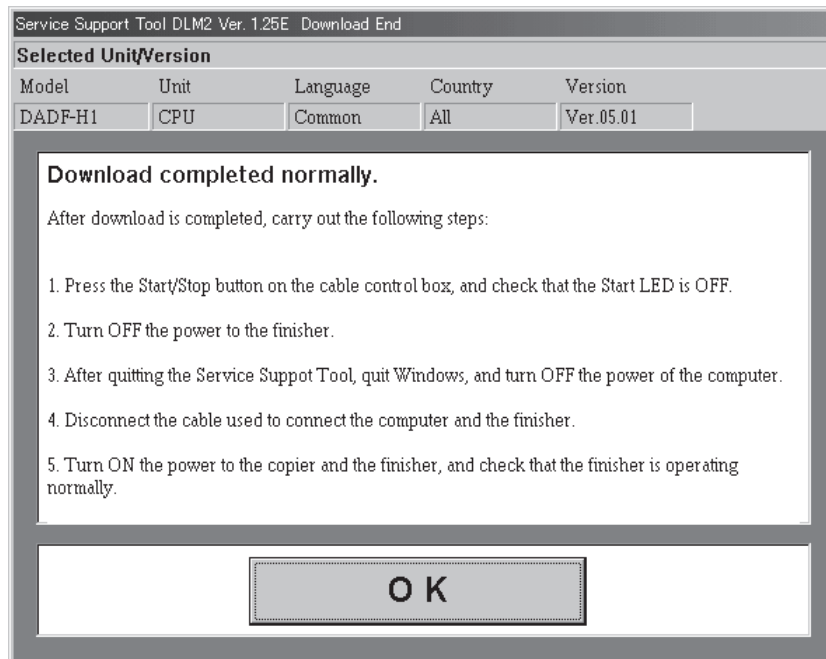 Service Support Tool DLM2 Ver. 1.25E  Download End
Selected Unit/Version
Model Unit Language Country Version
DADF-H1 CPU Common All Ver.05.01
Download completed normally.
After download is completed, carry out the following steps:
1. Press the Start/Stop button on the cable control box, and check that the Start LED is OFF.
2. Turn OFF the power to the finisher.
3. After quitting the Service Suppot Tool, quit Windows, and turn OFF the power of the computer.
4. Disconnect the cable used to connect the computer and the finisher.
5. Turn ON the power to the copier and the finisher, and check that the finisher is operating
normally.
OK